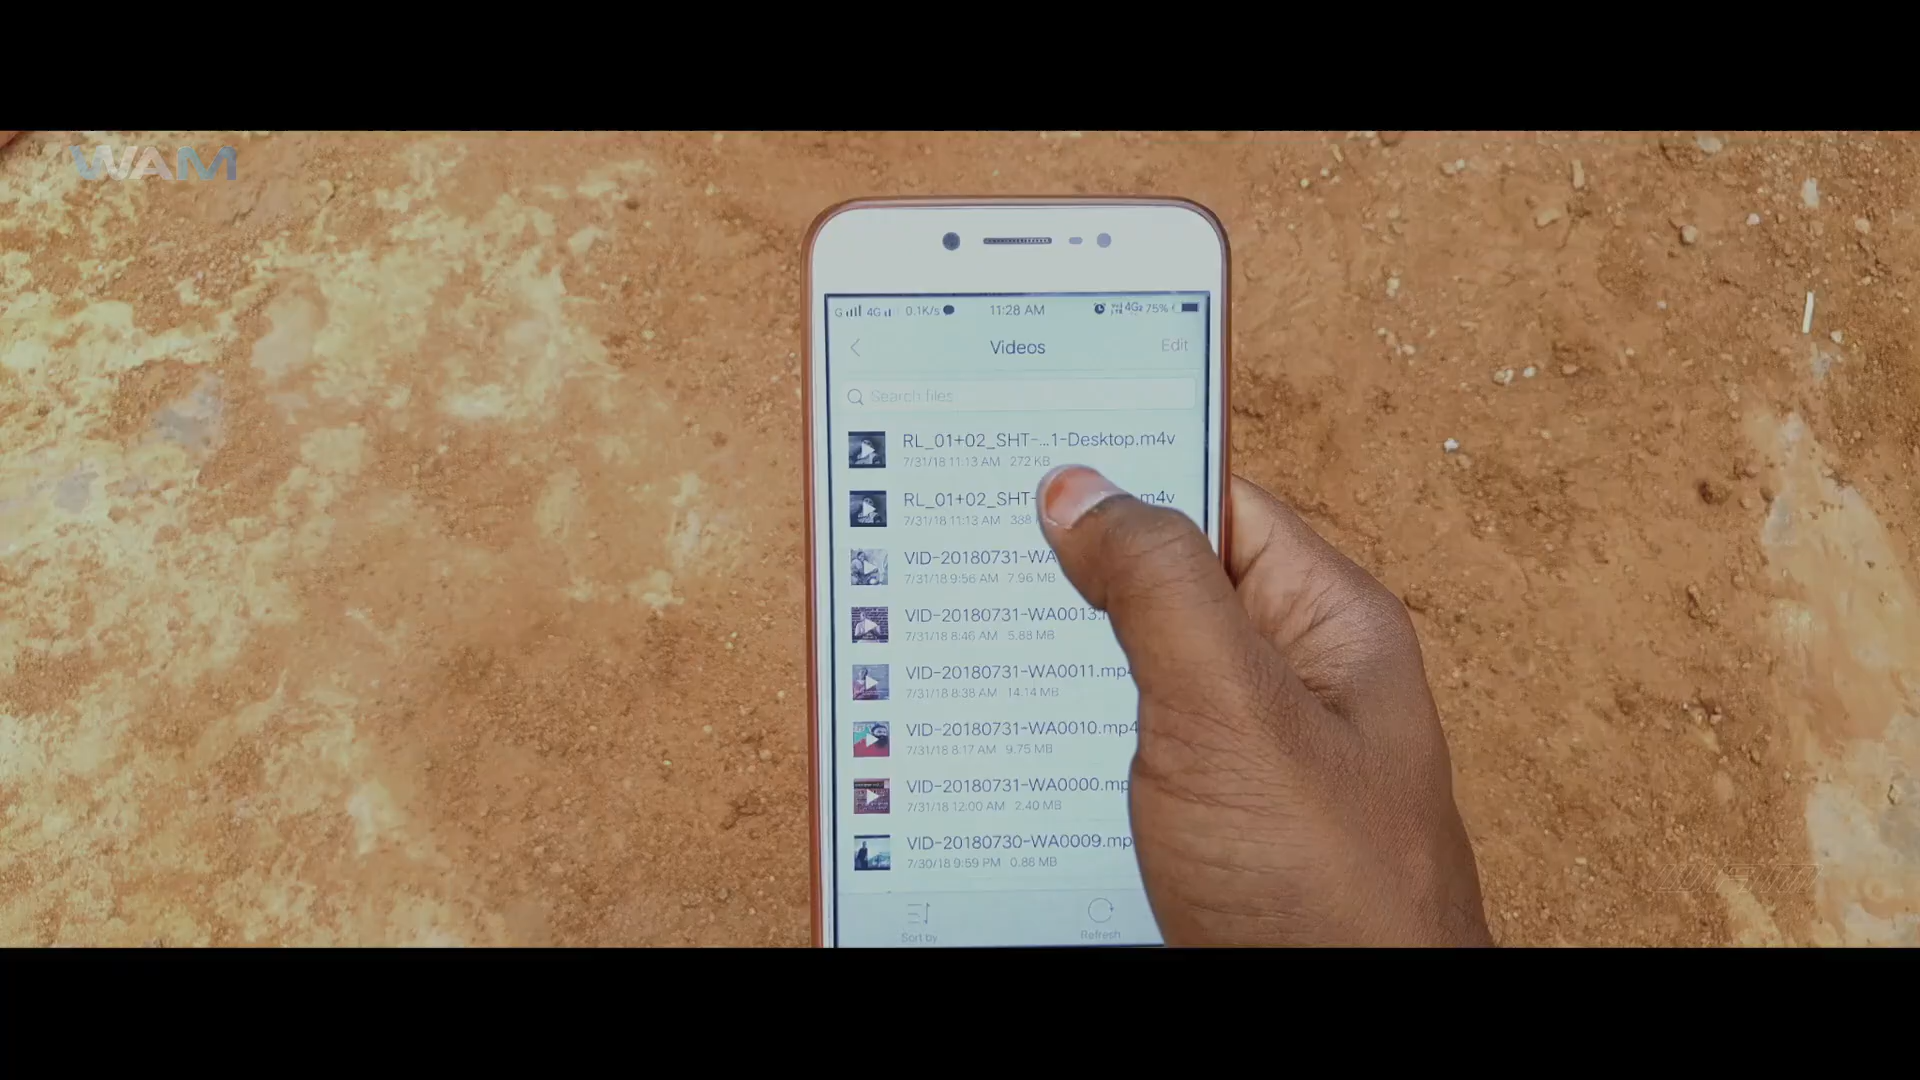 WAM
G 4G 0.1K/s 11:28 AM 4G2 75%
Videos Edit
Search files
RL_01+02_SHT-...1-Desktop.m4v
7/31/18 11:13 AM 272 KB
RL_01+02_SHT- m4v
7/31/18 11:13 AM 388
VID-20180731-WA
7/31/18 9:56 AM 7.96 MB
VID-20180731-WA0013.
7/31/18 8:46 AM 5.88 MB
VID-20180731-WA0011.mp4
7/31/18 8:38 AM 14.14 MB
VID-20180731-WA0010.mp4
7/31/18 8:17 AM 9.75 MB
VID-20180731-WA0000.mp
7/31/18 12:00 AM 2.40 MB
VID-20180730-WA0009.mp
7/30/18 9:59 PM 0.88 MB
Sort by Refresh